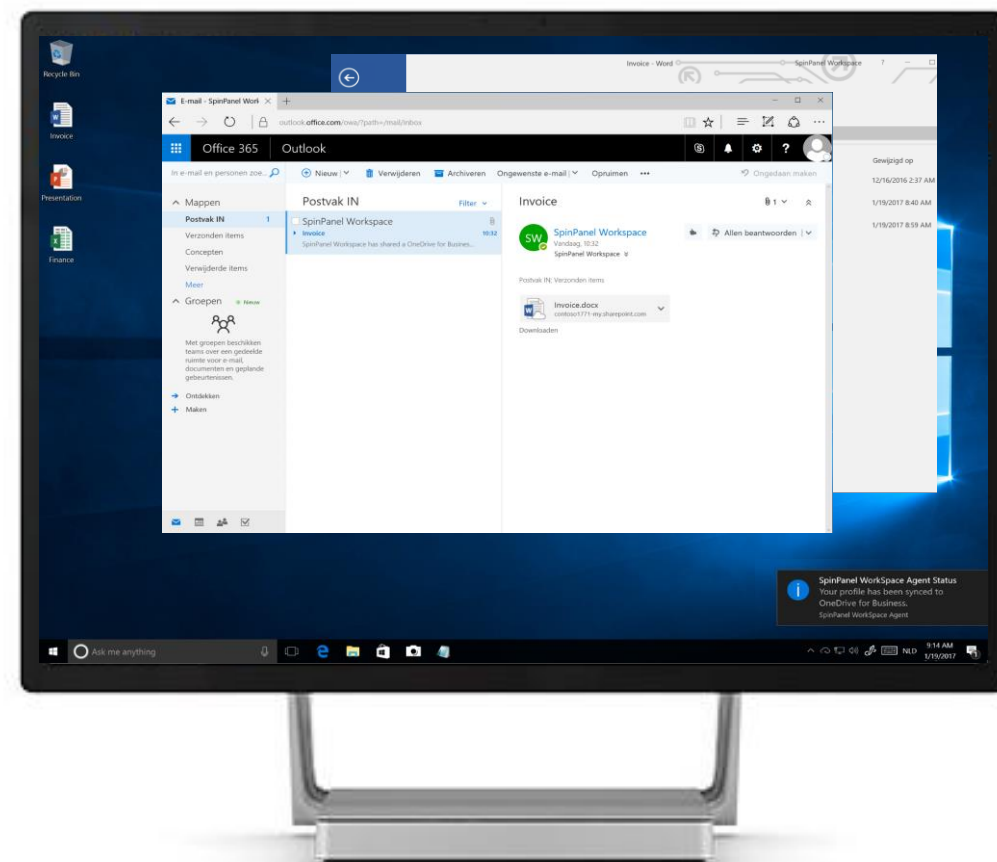 Recycle Bin
Invoice
Presentation
Finance
Invoice - Word
SpinPanel Workspace
?
Gewijzigd op
12/16/2016 2:37 AM
1/19/2017 8:40 AM
1/19/2017 8:59 AM
E-mail - SpinPanel Work
outlook.office.com/owa/?path=/mail/inbox
Office 365 Outlook
?
In e-mail en personen zoe...
Nieuw Verwijderen Archiveren Ongewenste e-mail Opruimen ... Ongedaan maken
Mappen
Postvak IN 1
Verzonden items
Concepten
Verwijderde items
Meer
Groepen Nieuw
Met groepen beschikken
teams over een gedeelde
ruimte voor e-mail,
documenten en geplande
gebeurtenissen.
Ontdekken
Maken
Postvak IN Filter
SpinPanel Workspace
Invoice 10:32
SpinPanel Workspace has shared a OneDrive for Busines...
Invoice 1
SW
SpinPanel Workspace
Vandaag, 10:32
SpinPanel Workspace
Allen beantwoorden
Postvak IN; Verzonden items
Invoice.docx
contoso1771-my.sharepoint.com
Downloaden
SpinPanel WorkSpace Agent Status
Your profile has been synced to
OneDrive for Business.
SpinPanel WorkSpace Agent
Ask me anything
NLD
9:14 AM
1/19/2017